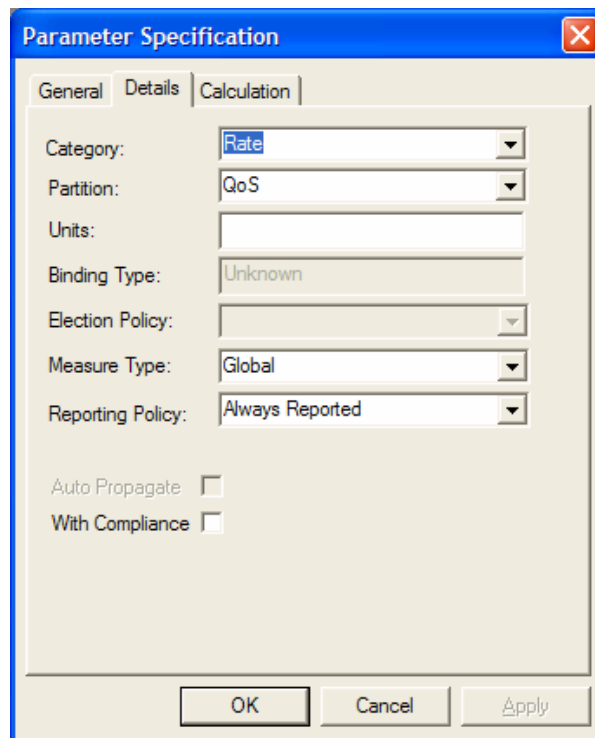 Parameter Specification
General Details Calculation
Category: Rate
Partition: QoS
Units:
Binding Type: Unknown
Election Policy:
Measure Type: Global
Reporting Policy: Always Reported
Auto Propagate
With Compliance
OK Cancel Apply